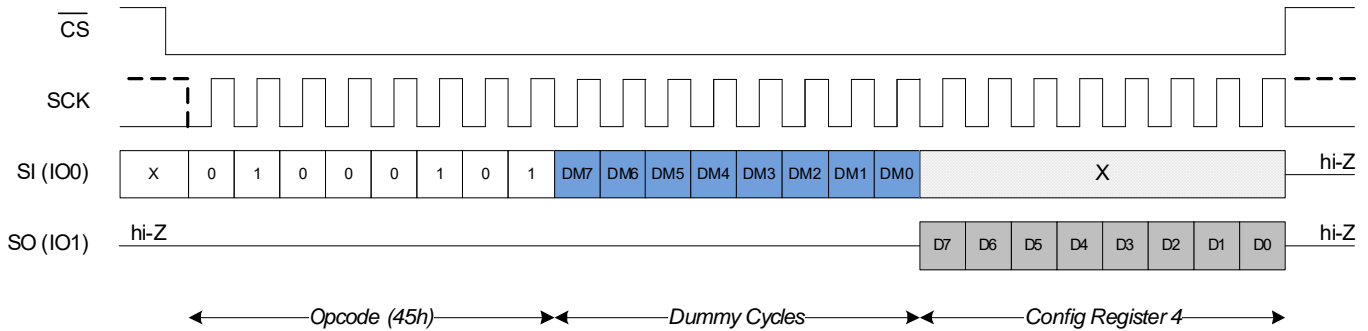 CS
SCK
SI (IO0) X 0 1 0 0 0 1 0 1 DM7 DM6 DM5 DM4 DM3 DM2 DM1 DM0 X hi-Z
SO (IO1) hi-Z D7 D6 D5 D4 D3 D2 D1 D0 hi-Z
Opcode (45h) Dummy Cycles Config Register 4